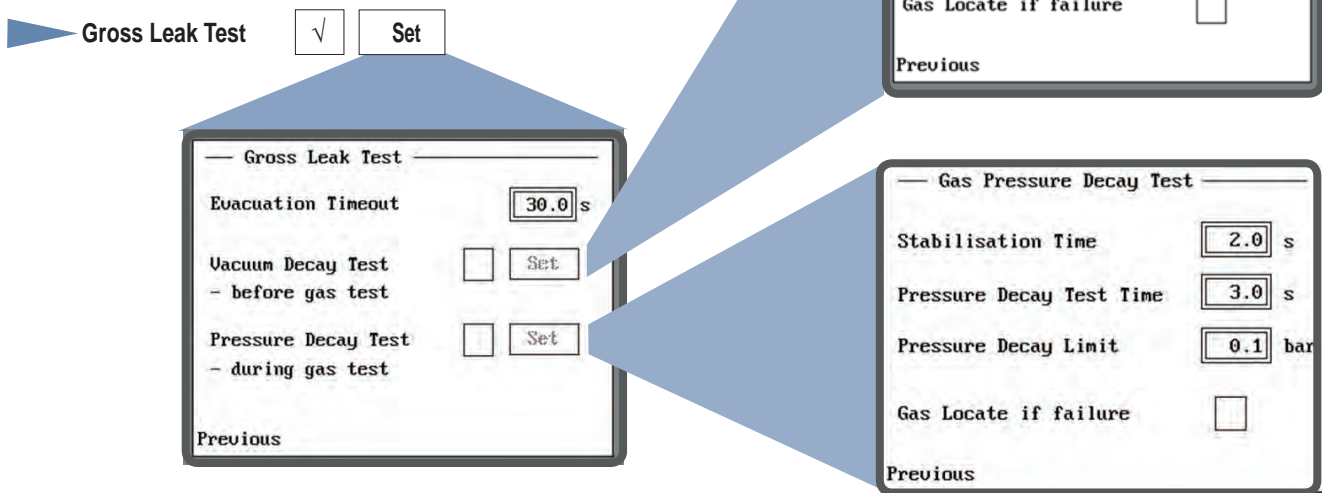 Gross Leak Test √ Set
Gas Locate if failure
Previous
Gross Leak Test
Evacuation Timeout 30.0 s
Vacuum Decay Test Set
- before gas test
Pressure Decay Test Set
- during gas test
Previous
Gas Pressure Decay Test
Stabilisation Time 2.0 s
Pressure Decay Test Time 3.0 s
Pressure Decay Limit 0.1 bar
Gas Locate if failure
Previous